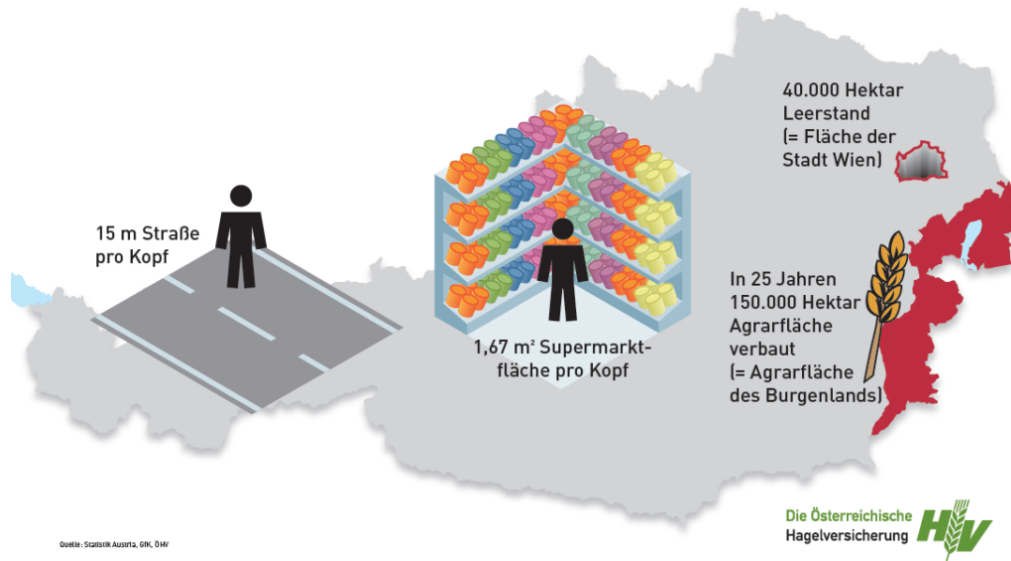 40.000 Hektar
Leerstand
(= Fläche der
Stadt Wien)
15 m Straße
pro Kopf
1,67 m² Supermarkt-
fläche pro Kopf
In 25 Jahren
150.000 Hektar
Agrarfläche
verbaut
(= Agrarfläche
des Burgenlands)
Die Österreichische
Hagelversicherung
HV
Quelle: Statistik Austria, GfK, ÖHV